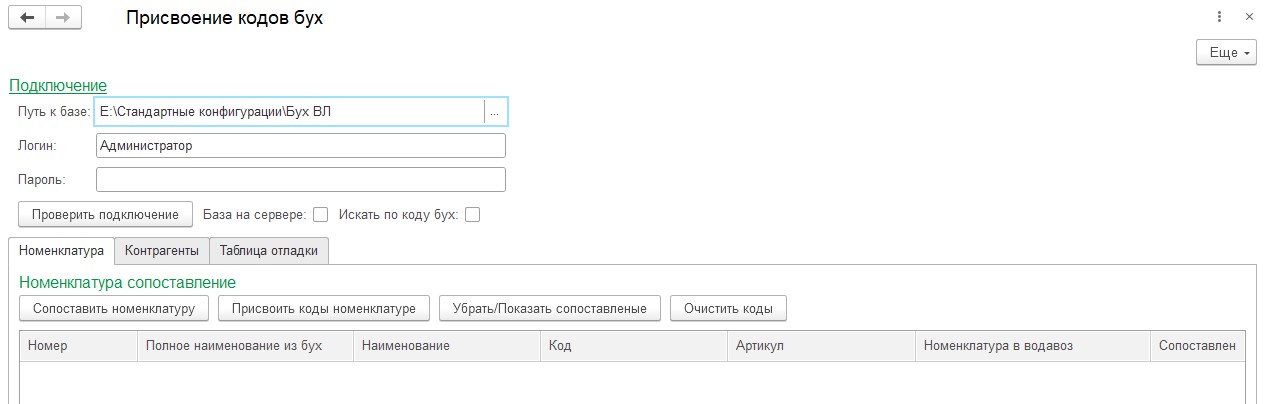 Присвоение кодов бух
Еще
Подключение
Путь к базе: E:\Стандартные конфигурации\Бух ВЛ ...
Логин: Администратор
Пароль:
Проверить подключение База на сервере: Искать по коду бух:
Номенклатура Контрагенты Таблица отладки
Номенклатура сопоставление
Сопоставить номенклатуру Присвоить коды номенклатуре Убрать/Показать сопоставленые Очистить коды
Номер Полное наименование из бух Наименование Код Артикул Номенклатура в водавоз Сопоставлен